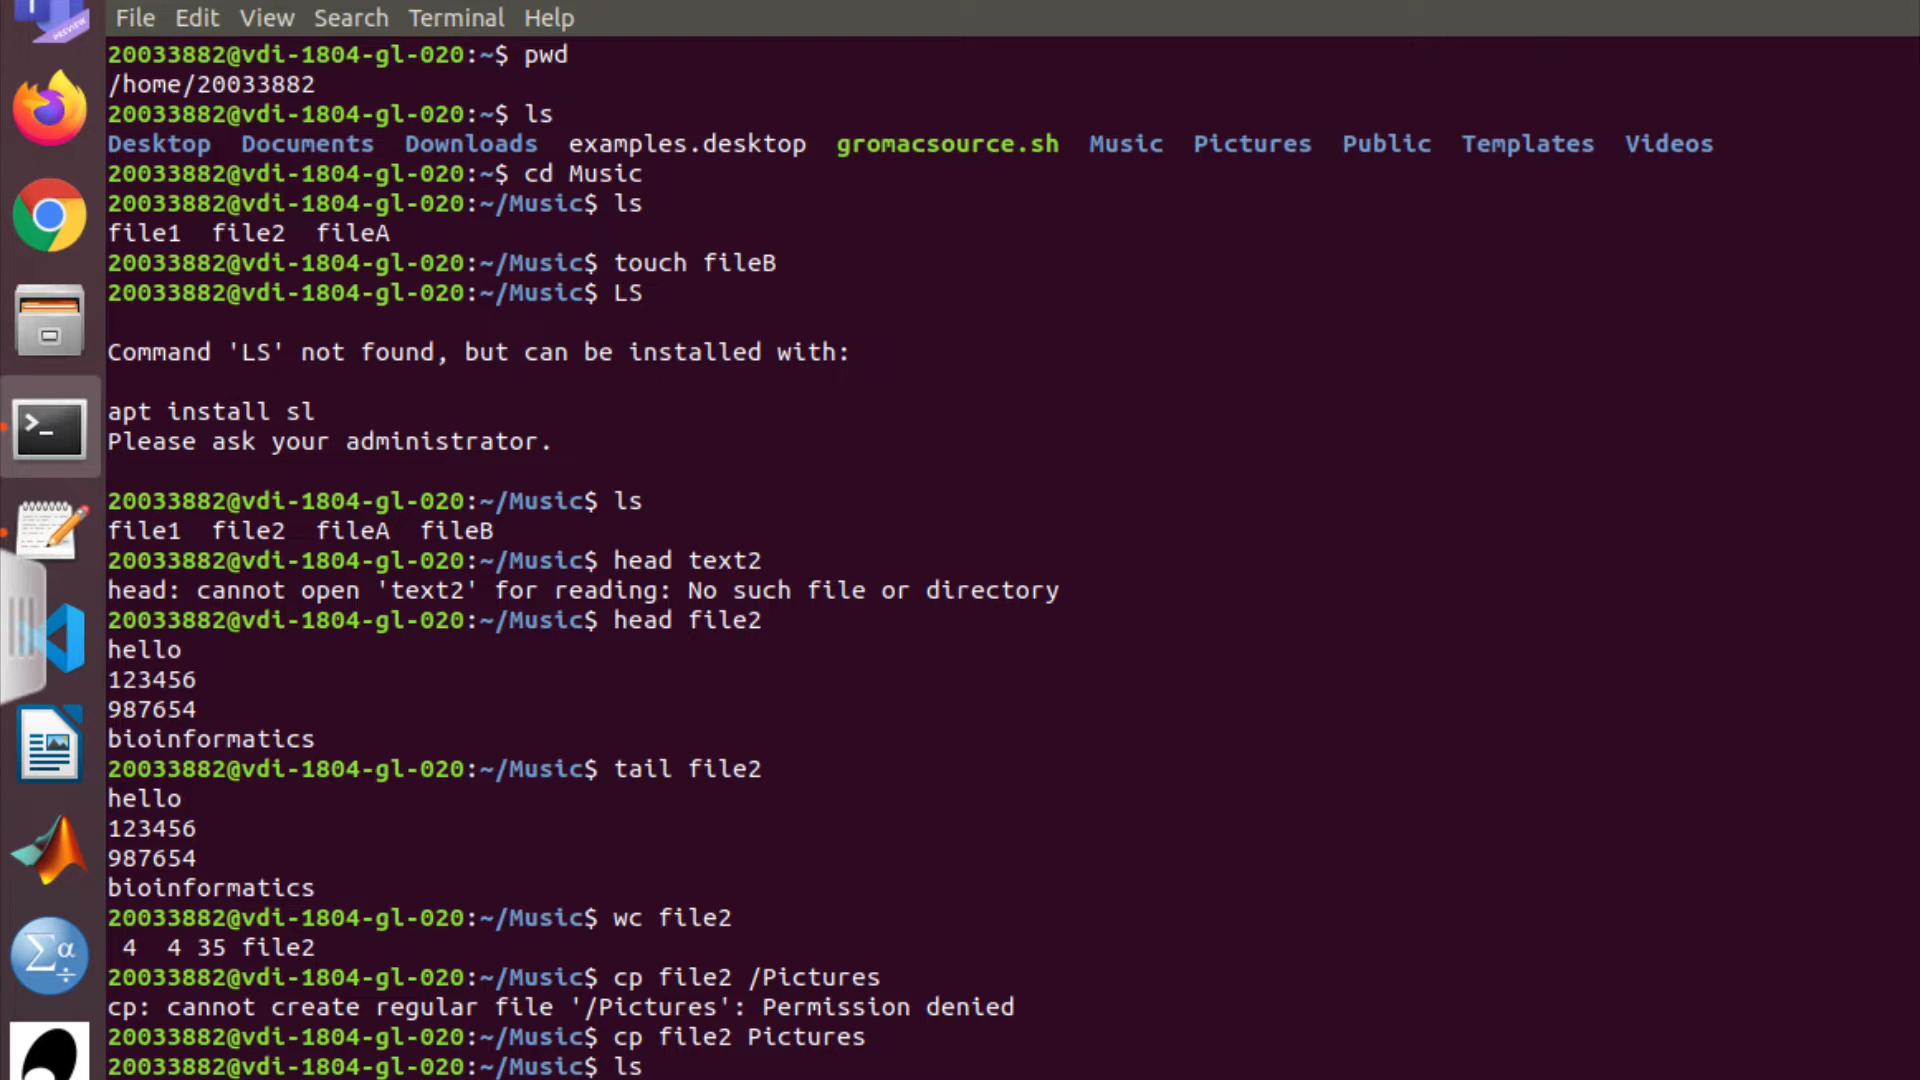 File Edit View Search Terminal Help
20033882@vdi-1804-gl-020:~$ pwd
/home/20033882
20033882@vdi-1804-gl-020:~$ ls
Desktop  Documents  Downloads  examples.desktop  gromacsource.sh  Music  Pictures  Public  Templates  Videos
20033882@vdi-1804-gl-020:~$ cd Music
20033882@vdi-1804-gl-020:~/Music$ ls
file1  file2  fileA
20033882@vdi-1804-gl-020:~/Music$ touch fileB
20033882@vdi-1804-gl-020:~/Music$ LS
Command 'LS' not found, but can be installed with:
apt install sl
Please ask your administrator.
20033882@vdi-1804-gl-020:~/Music$ ls
file1  file2  fileA  fileB
20033882@vdi-1804-gl-020:~/Music$ head text2
head: cannot open 'text2' for reading: No such file or directory
20033882@vdi-1804-gl-020:~/Music$ head file2
hello
123456
987654
bioinformatics
20033882@vdi-1804-gl-020:~/Music$ tail file2
hello
123456
987654
bioinformatics
20033882@vdi-1804-gl-020:~/Music$ wc file2
 4  4 35 file2
20033882@vdi-1804-gl-020:~/Music$ cp file2 /Pictures
cp: cannot create regular file '/Pictures': Permission denied
20033882@vdi-1804-gl-020:~/Music$ cp file2 Pictures
20033882@vdi-1804-gl-020:~/Music$ ls
PREVIEW